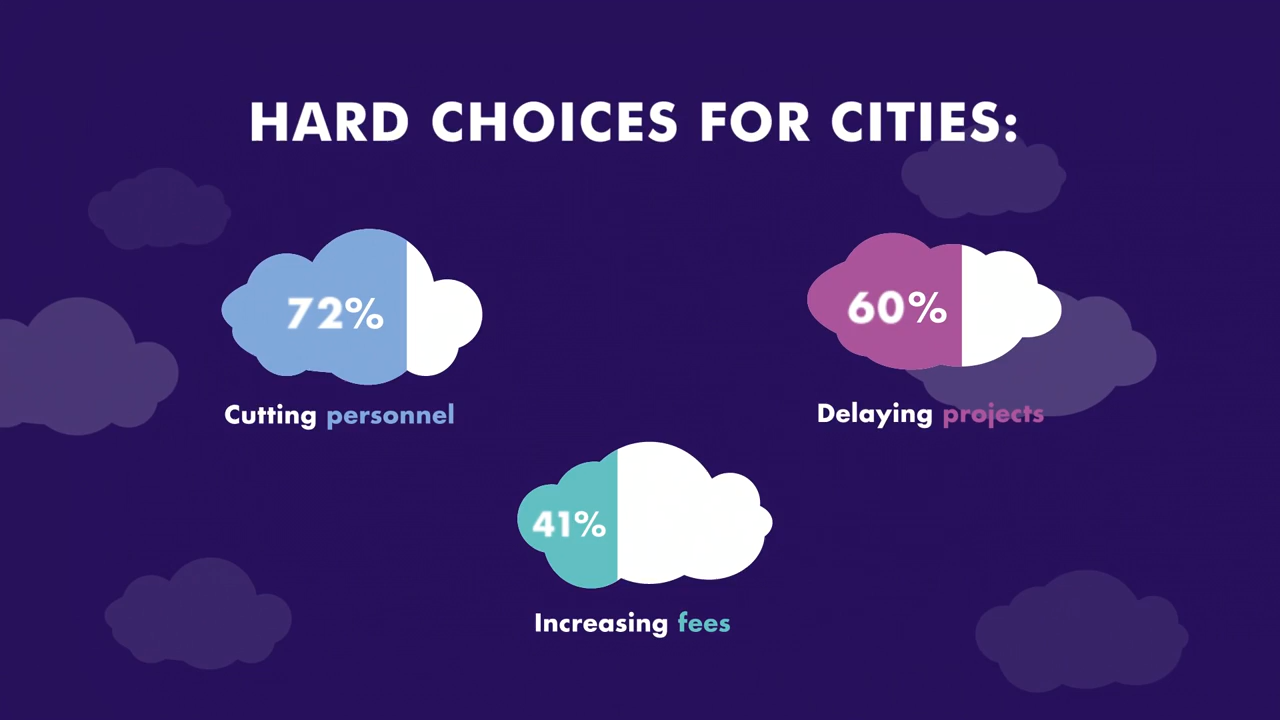 HARD CHOICES FOR CITIES:
72%
Cutting personnel
60%
Delaying projects
41%
Increasing fees